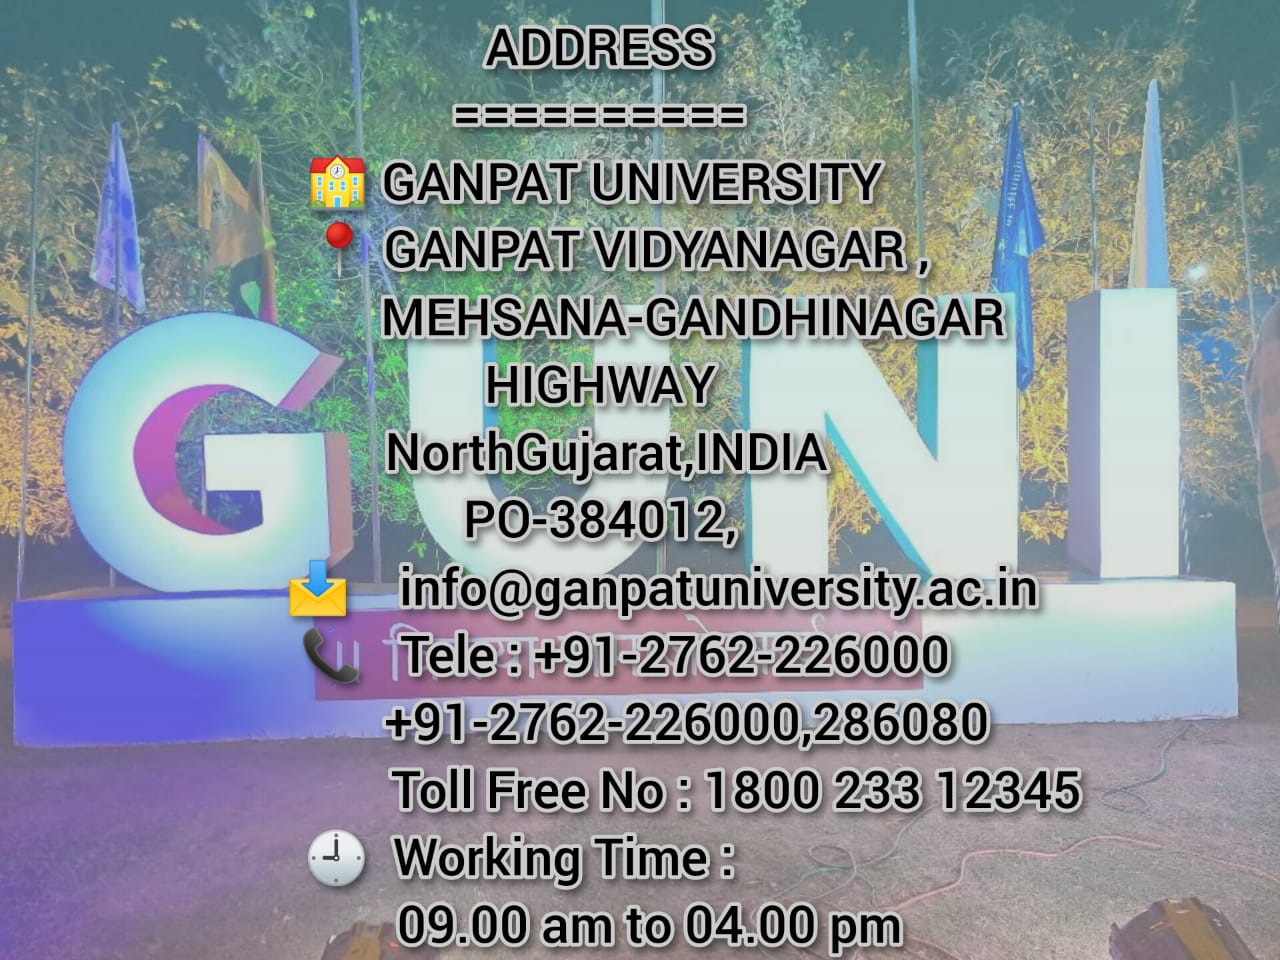 ADDRESS
==========
GANPAT UNIVERSITY
GANPAT VIDYANAGAR ,
MEHSANA-GANDHINAGAR
HIGHWAY
NorthGujarat,INDIA
PO-384012,
info@ganpatuniversity.ac.in
Tele : +91-2762-226000
+91-2762-226000,286080
Toll Free No : 1800 233 12345
Working Time :
09.00 am to 04.00 pm
GUNI